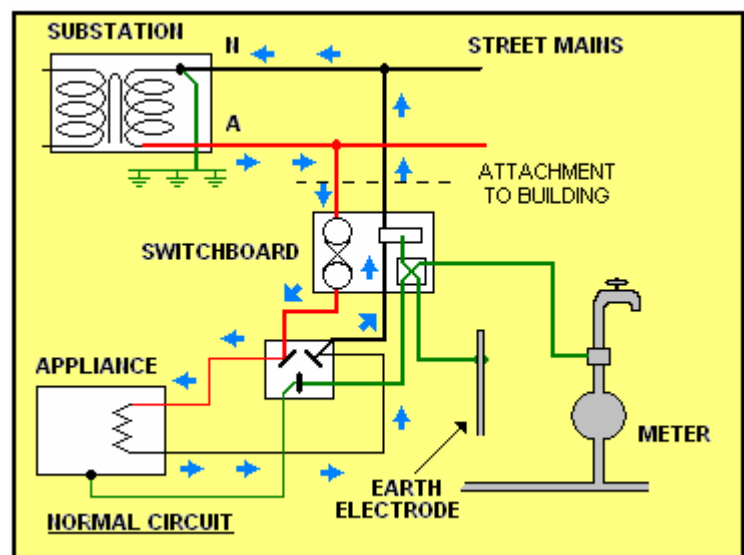 SUBSTATION
N
STREET MAINS
A
ATTACHMENT
TO BUILDING
SWITCHBOARD
APPLIANCE
METER
EARTH
ELECTRODE
NORMAL CIRCUIT